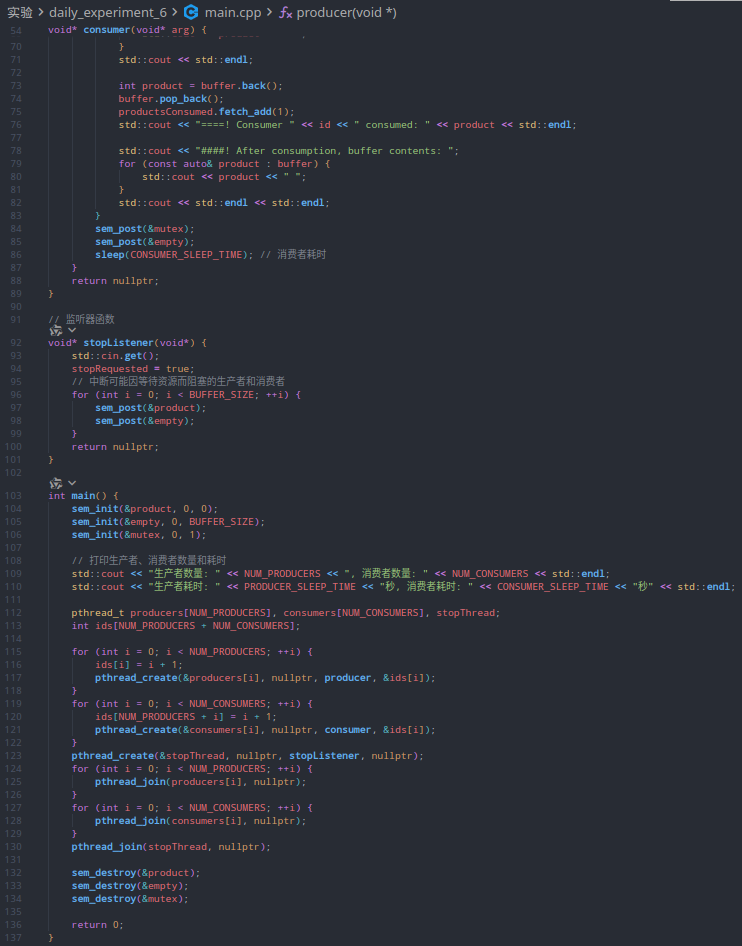 实验 > daily_experiment_6 > main.cpp > producer(void *)
54 void* consumer(void* arg) {
70 }
71 std::cout << std::endl;
72
73 int product = buffer.back();
74 buffer.pop_back();
75 productsConsumed.fetch_add(1);
76 std::cout << "====! Consumer " << id << " consumed: " << product << std::endl;
77
78 std::cout << "####! After consumption, buffer contents: ";
79 for (const auto& product : buffer) {
80 std::cout << product << " ";
81 }
82 std::cout << std::endl << std::endl;
83 }
84 sem_post(&mutex);
85 sem_post(&empty);
86 sleep(CONSUMER_SLEEP_TIME); // 消费者耗时
87 }
88 return nullptr;
89 }
90
91 // 监听器函数
92 void* stopListener(void*) {
93 std::cin.get();
94 stopRequested = true;
95 // 中断可能因等待资源而阻塞的生产者和消费者
96 for (int i = 0; i < BUFFER_SIZE; ++i) {
97 sem_post(&product);
98 sem_post(&empty);
99 }
100 return nullptr;
101 }
102
103 int main() {
104 sem_init(&product, 0, 0);
105 sem_init(&empty, 0, BUFFER_SIZE);
106 sem_init(&mutex, 0, 1);
107
108 // 打印生产者、消费者数量和耗时
109 std::cout << "生产者数量: " << NUM_PRODUCERS << ", 消费者数量: " << NUM_CONSUMERS << std::endl;
110 std::cout << "生产者耗时: " << PRODUCER_SLEEP_TIME << "秒, 消费者耗时: " << CONSUMER_SLEEP_TIME << "秒" << std::endl;
111
112 pthread_t producers[NUM_PRODUCERS], consumers[NUM_CONSUMERS], stopThread;
113 int ids[NUM_PRODUCERS + NUM_CONSUMERS];
114
115 for (int i = 0; i < NUM_PRODUCERS; ++i) {
116 ids[i] = i + 1;
117 pthread_create(&producers[i], nullptr, producer, &ids[i]);
118 }
119 for (int i = 0; i < NUM_CONSUMERS; ++i) {
120 ids[NUM_PRODUCERS + i] = i + 1;
121 pthread_create(&consumers[i], nullptr, consumer, &ids[i]);
122 }
123 pthread_create(&stopThread, nullptr, stopListener, nullptr);
124 for (int i = 0; i < NUM_PRODUCERS; ++i) {
125 pthread_join(producers[i], nullptr);
126 }
127 for (int i = 0; i < NUM_CONSUMERS; ++i) {
128 pthread_join(consumers[i], nullptr);
129 }
130 pthread_join(stopThread, nullptr);
131
132 sem_destroy(&product);
133 sem_destroy(&empty);
134 sem_destroy(&mutex);
135
136 return 0;
137 }